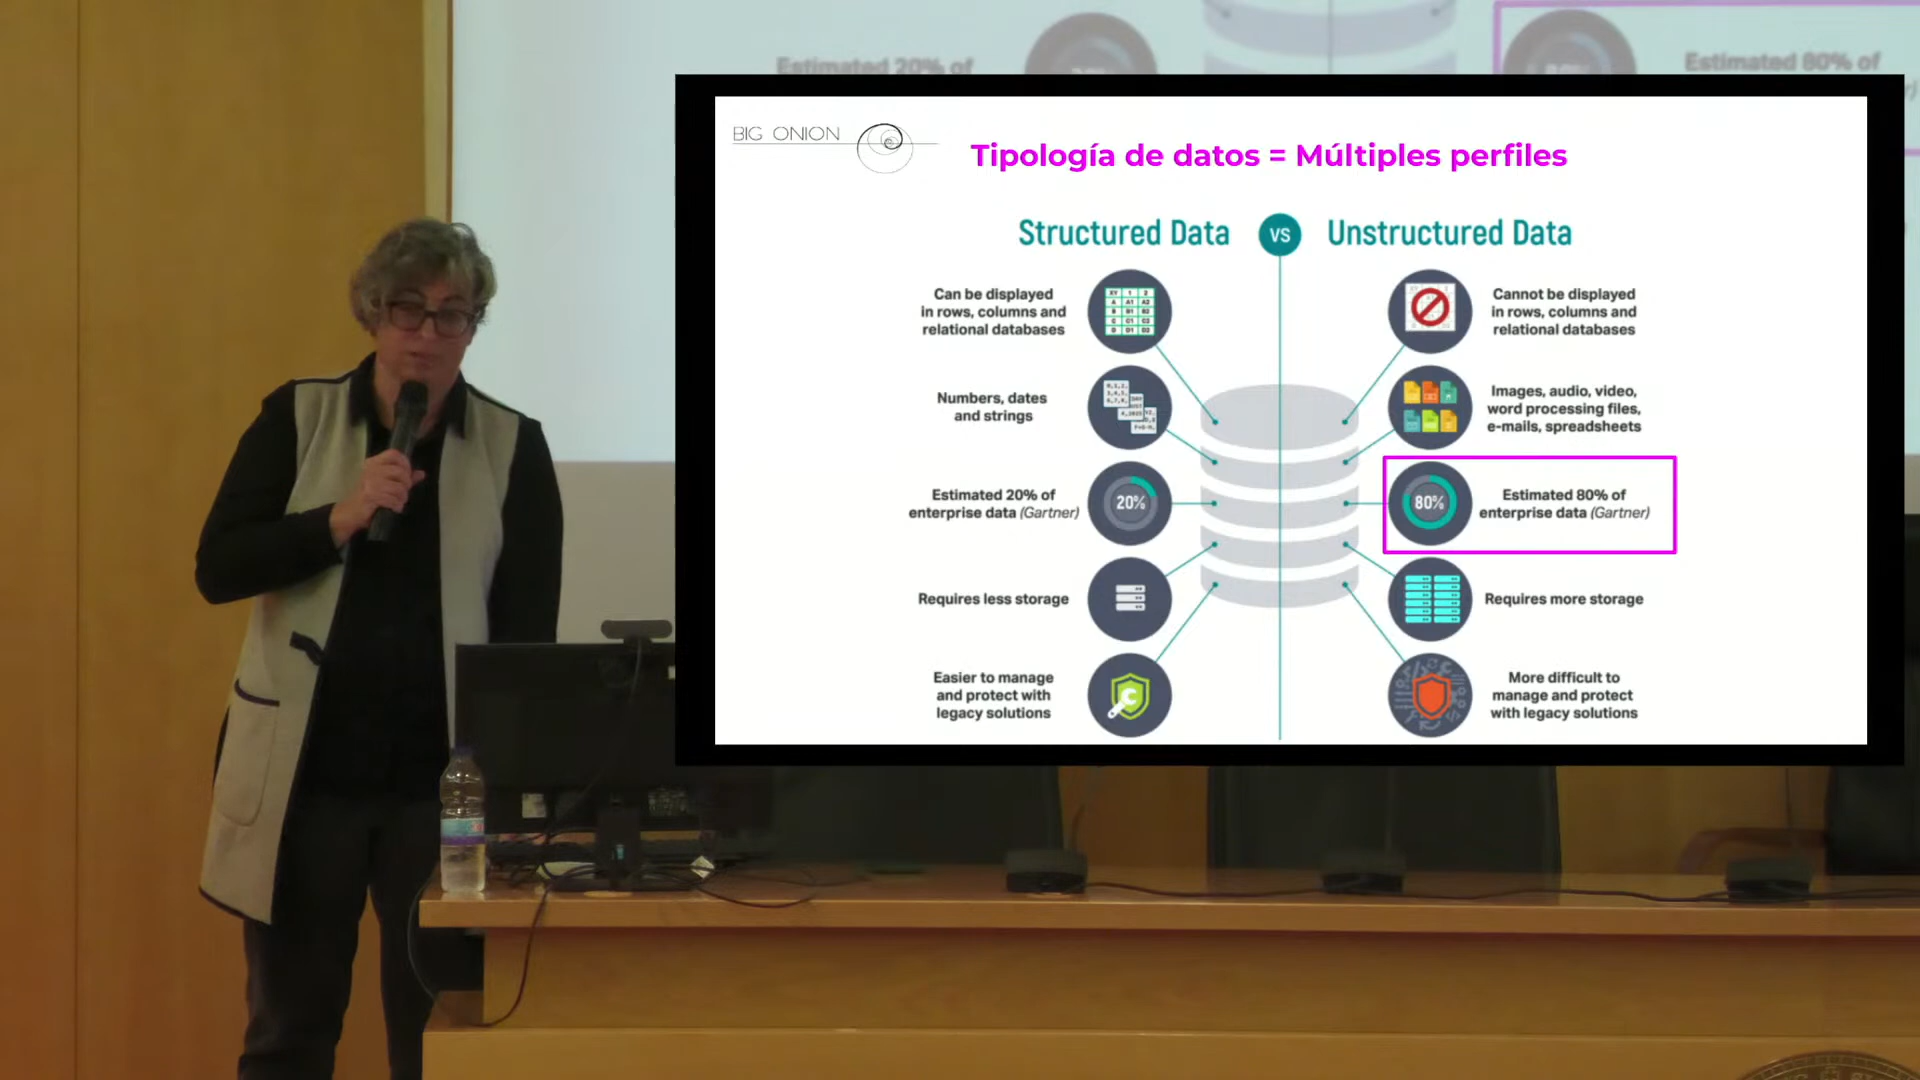 Estimated 20% of
Estimated 80% of
BIG ONION
Tipología de datos = Múltiples perfiles
Structured Data
VS
Unstructured Data
Can be displayed
in rows, columns and
relational databases
Cannot be displayed
in rows, columns and
relational databases
Numbers, dates
and strings
Images, audio, video,
word processing files,
e-mails, spreadsheets
Estimated 20% of
enterprise data (Gartner)
20%
80%
Estimated 80% of
enterprise data (Gartner)
Requires less storage
Requires more storage
Easier to manage
and protect with
legacy solutions
More difficult to
manage and protect
with legacy solutions